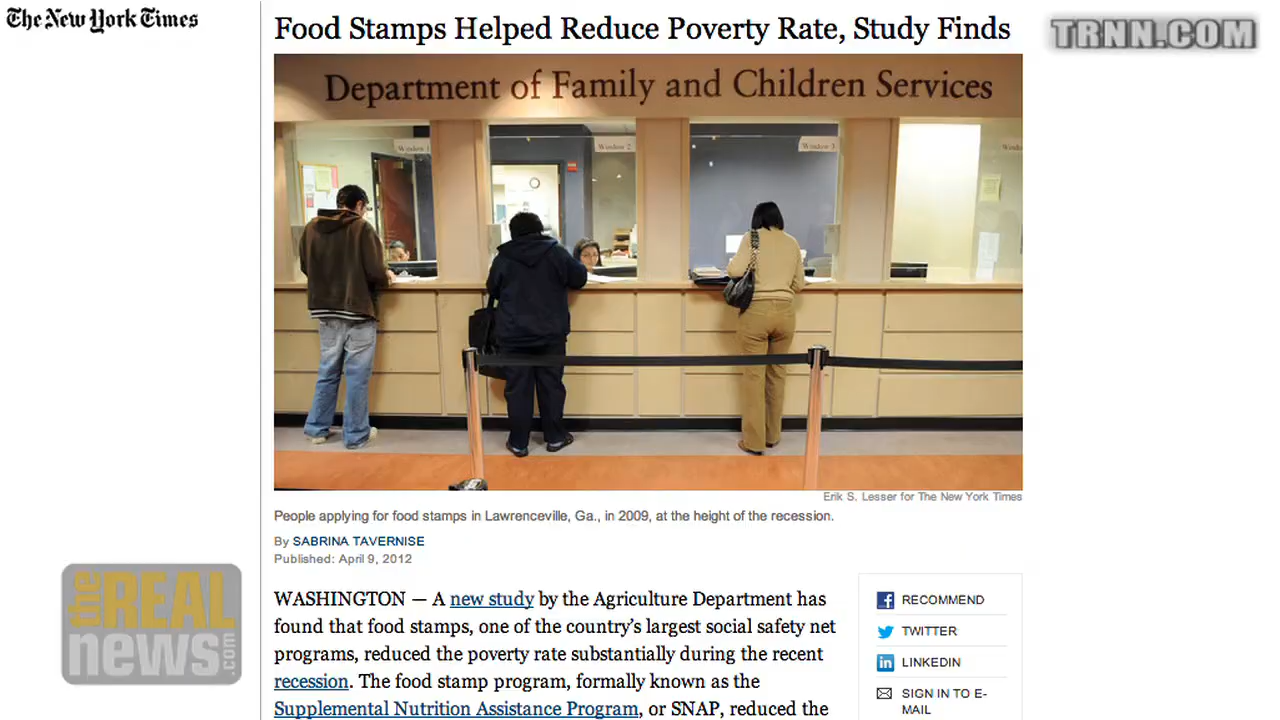 The New York Times
Food Stamps Helped Reduce Poverty Rate, Study Finds
TRNN.COM
Department of Family and Children Services
Window 1
Window 2
Window 3
Erik S. Lesser for The New York Times
People applying for food stamps in Lawrenceville, Ga., in 2009, at the height of the recession.
By SABRINA TAVERNISE
Published: April 9, 2012
WASHINGTON — A new study by the Agriculture Department has
found that food stamps, one of the country's largest social safety net
programs, reduced the poverty rate substantially during the recent
recession. The food stamp program, formally known as the
Supplemental Nutrition Assistance Program, or SNAP, reduced the
RECOMMEND
TWITTER
LINKEDIN
SIGN IN TO E-
MAIL
the REAL
news.com